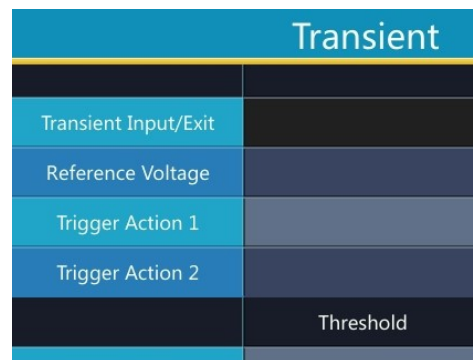 Transient
Transient Input/Exit
Reference Voltage
Trigger Action 1
Trigger Action 2
Threshold